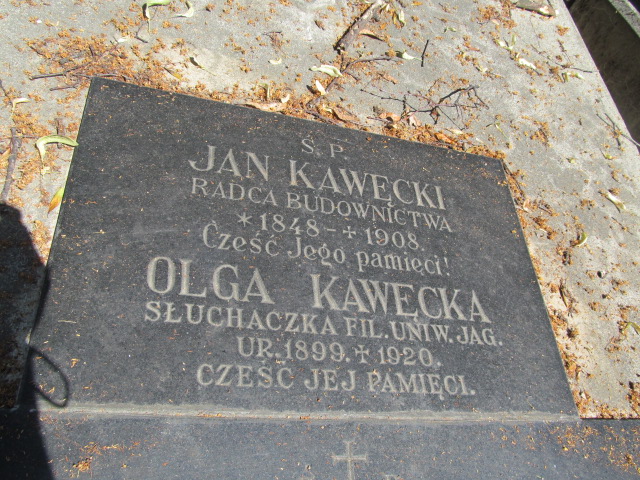 Ś. P.
JAN KAWĘCKI
RADCA BUDOWNICTWA
*1848 - +1908.
Cześć Jego pamięci!
OLGA KAWĘCKA
SŁUCHACZKA FIL. UNIW. JAG.
UR. 1899. + 1920.
CZEŚĆ JEJ PAMIĘCI.